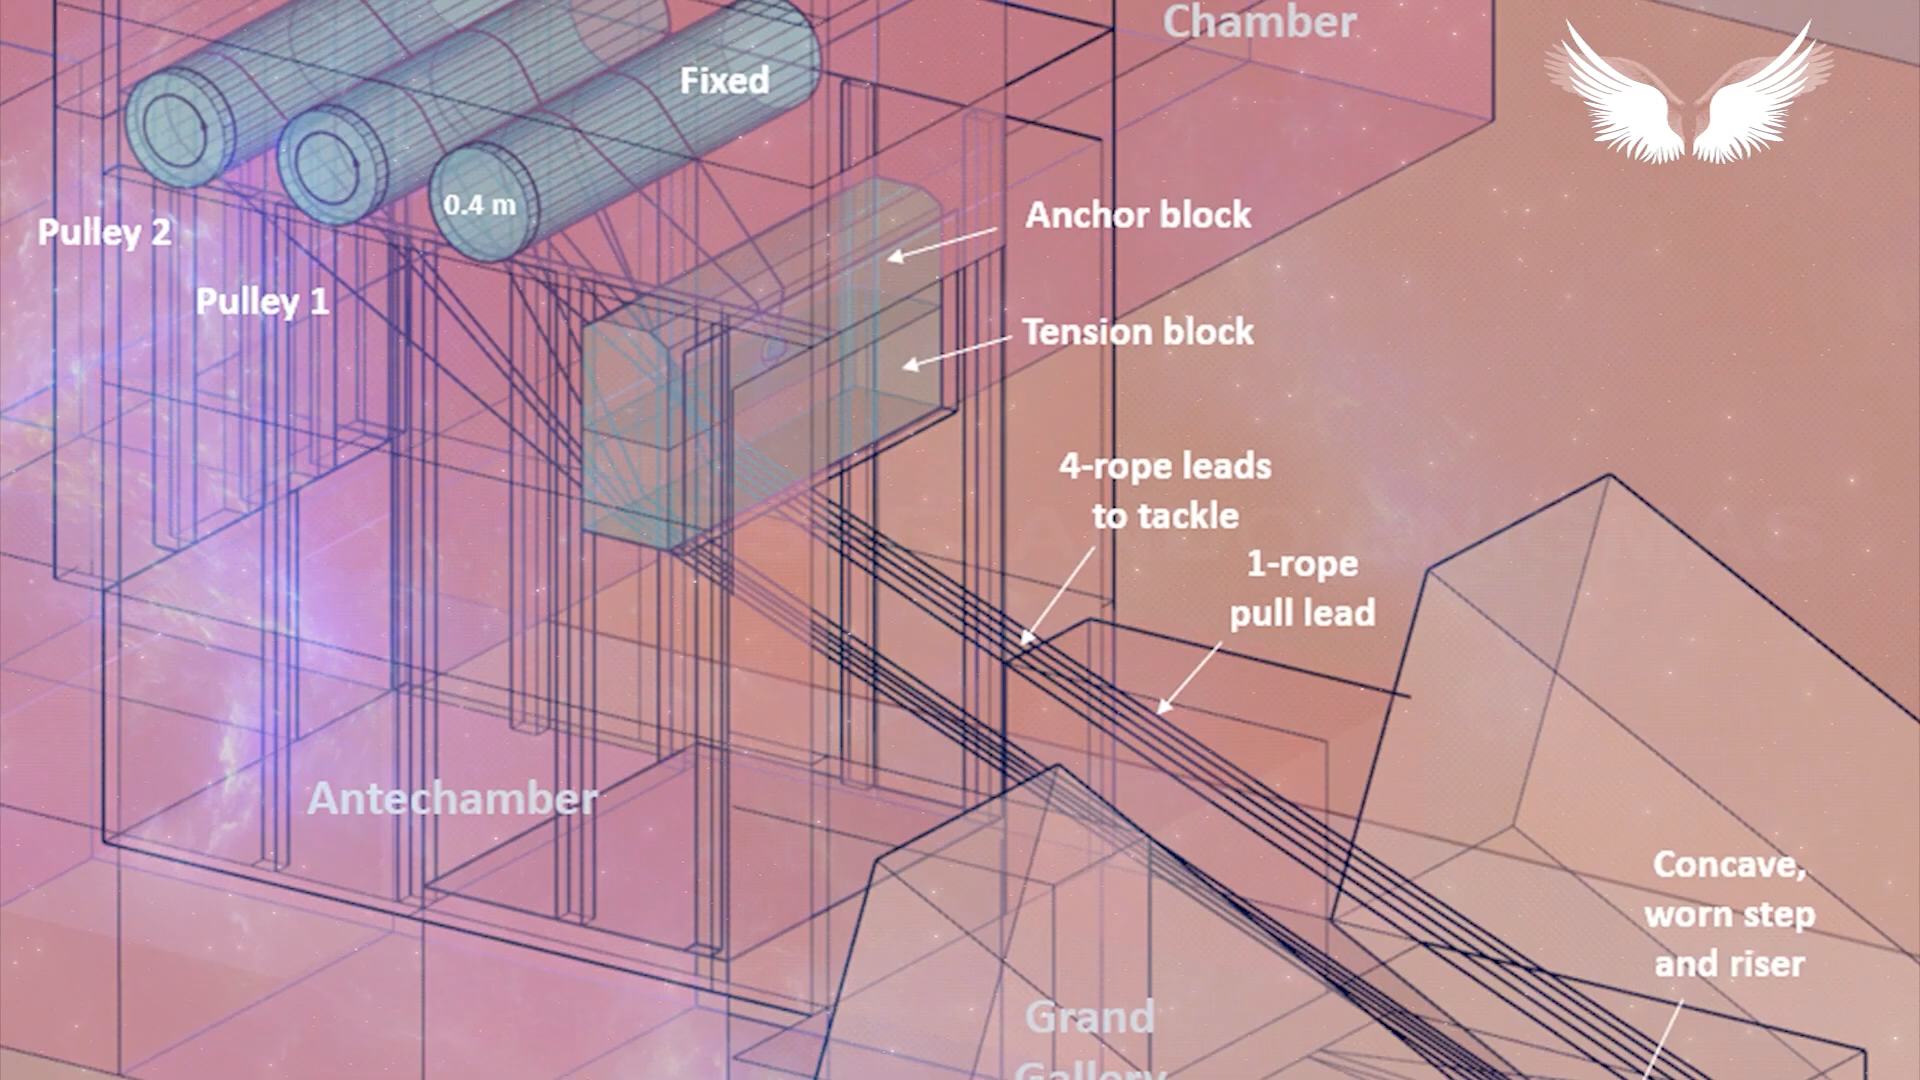 Chamber
Fixed
0.4 m
Pulley 2
Pulley 1
Anchor block
Tension block
4-rope leads
to tackle
1-rope
pull lead
Antechamber
Concave,
worn step
and riser
Grand
Gallery